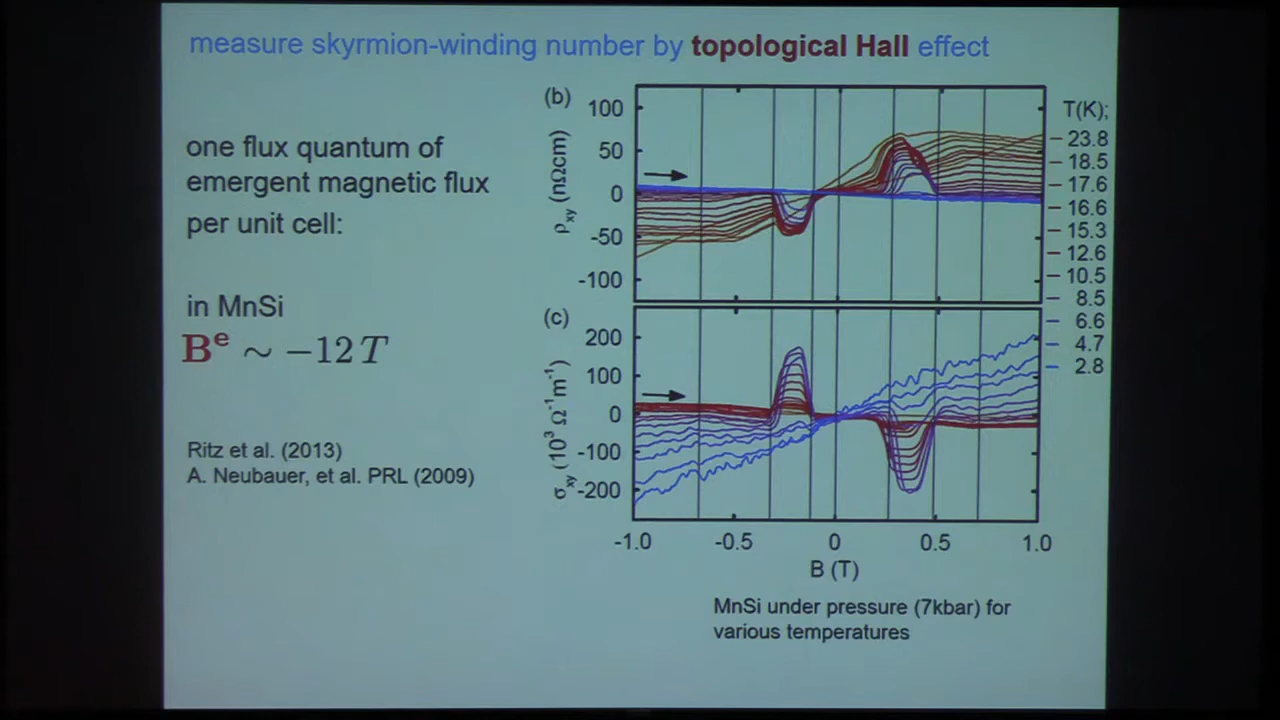 measure skyrmion-winding number by topological Hall effect
one flux quantum of
emergent magnetic flux
per unit cell:
in MnSi
Bᵉ ∼ −12 T
Ritz et al. (2013)
A. Neubauer, et al. PRL (2009)
(b)
100
50
0
-50
-100
ρxy (nΩcm)
T(K);
23.8
18.5
17.6
16.6
15.3
12.6
10.5
8.5
6.6
4.7
2.8
(c)
200
100
0
-100
-200
σxy (10³ Ω⁻¹m⁻¹)
-1.0 -0.5 0 0.5 1.0
B (T)
MnSi under pressure (7kbar) for
various temperatures